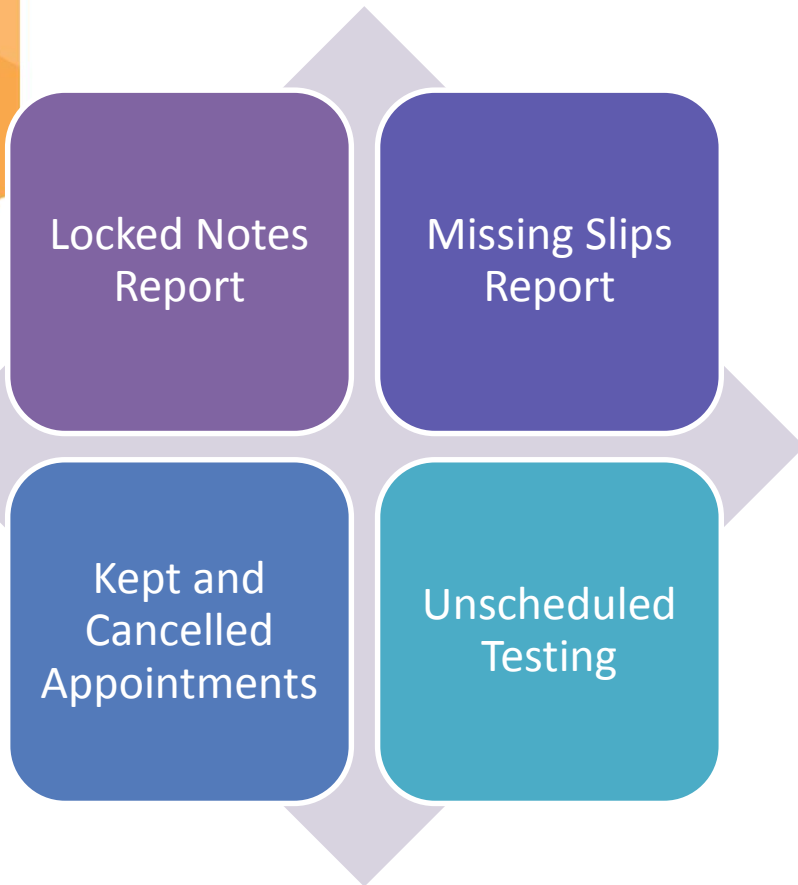 Locked Notes
Report
Missing Slips
Report
Kept and
Cancelled
Appointments
Unscheduled
Testing